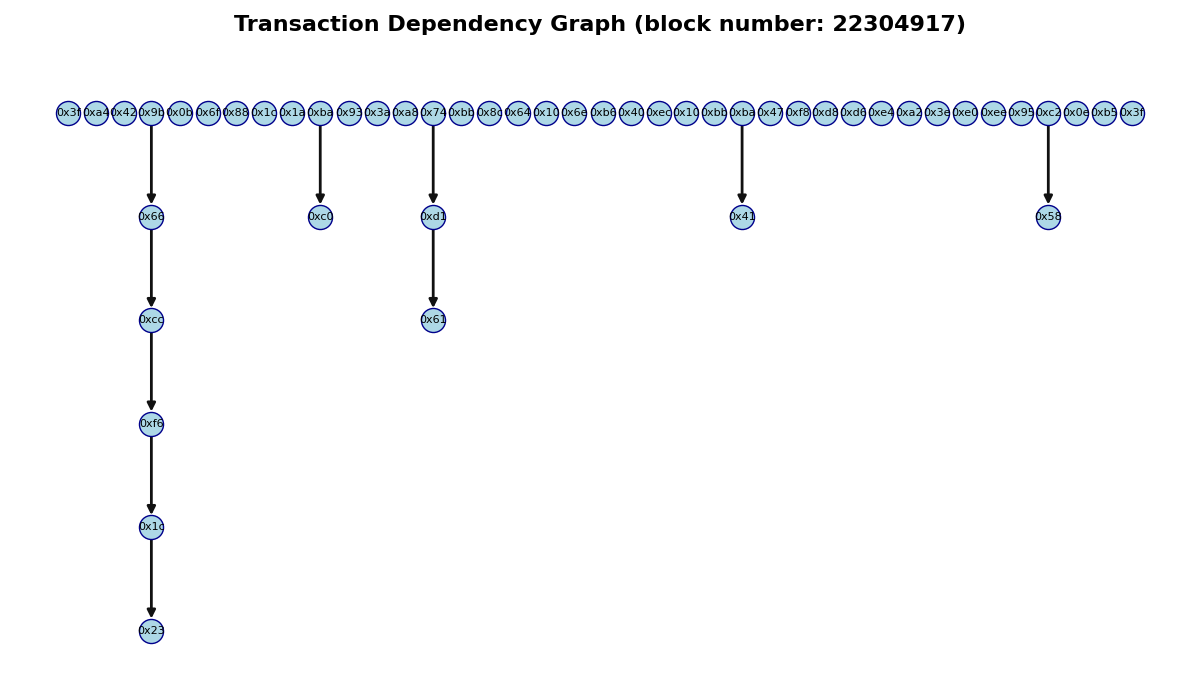 Transaction Dependency Graph (block number: 22304917)
0x3f 0xa4 0x42 0x9b 0x0b 0x6f 0x88 0x1c 0x1a 0xba 0x93 0x3a 0xa8 0x74 0xbb 0x8c 0x64 0x10 0x6e 0xb6 0x40 0xec 0x10 0xbb 0xba 0x47 0xf8 0xd8 0xd6 0xe4 0xa2 0x3e 0xe0 0xee 0x95 0xc2 0x0e 0xb5 0x3f
0x66 0xc0 0xd1 0x41 0x58
0xcc 0x61
0xf6
0x1c
0x23